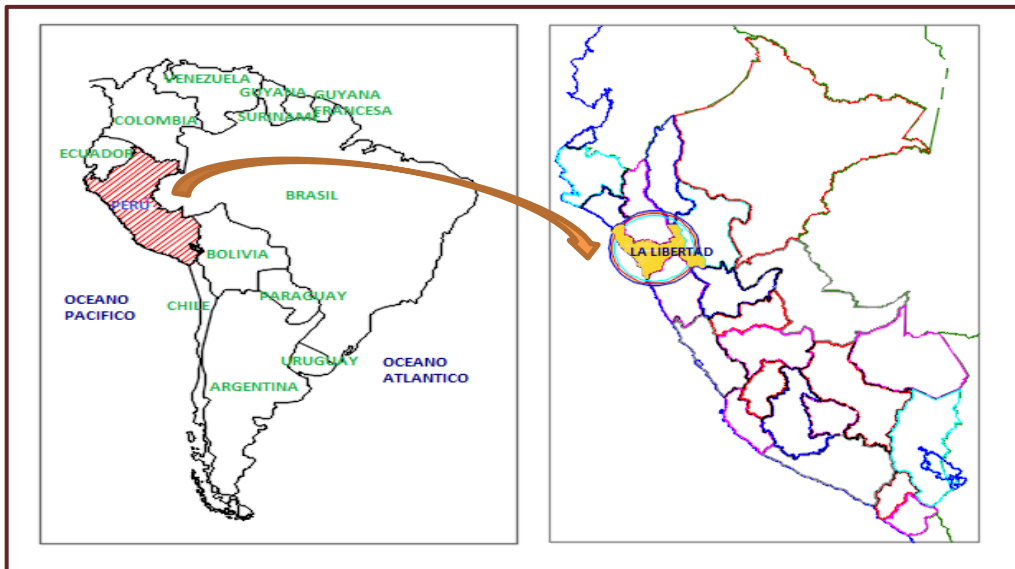 VENEZUELA
GUYANA
GUYANA
FRANCESA
SURINAME
COLOMBIA
ECUADOR
PERU
BRASIL
BOLIVIA
OCEANO
PACIFICO
CHILE
PARAGUAY
URUGUAY
OCEANO
ATLANTICO
ARGENTINA
LA LIBERTAD